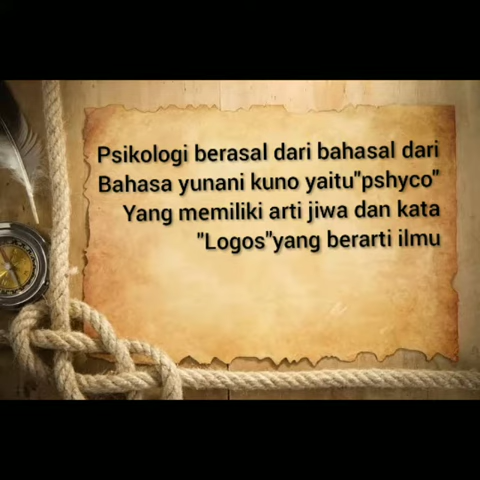 Psikologi berasal dari bahasal dari
Bahasa yunani kuno yaitu"pshyco"
Yang memiliki arti jiwa dan kata
"Logos"yang berarti ilmu